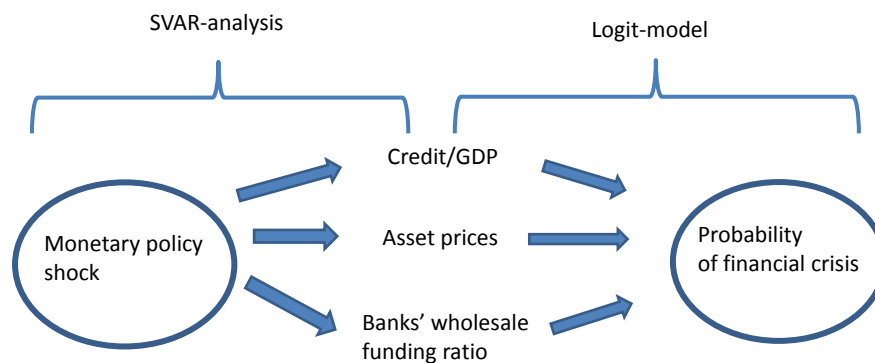 SVAR-analysis
Logit-model
Credit/GDP
Monetary policy
shock
Asset prices
Probability
of financial crisis
Banks’ wholesale
funding ratio